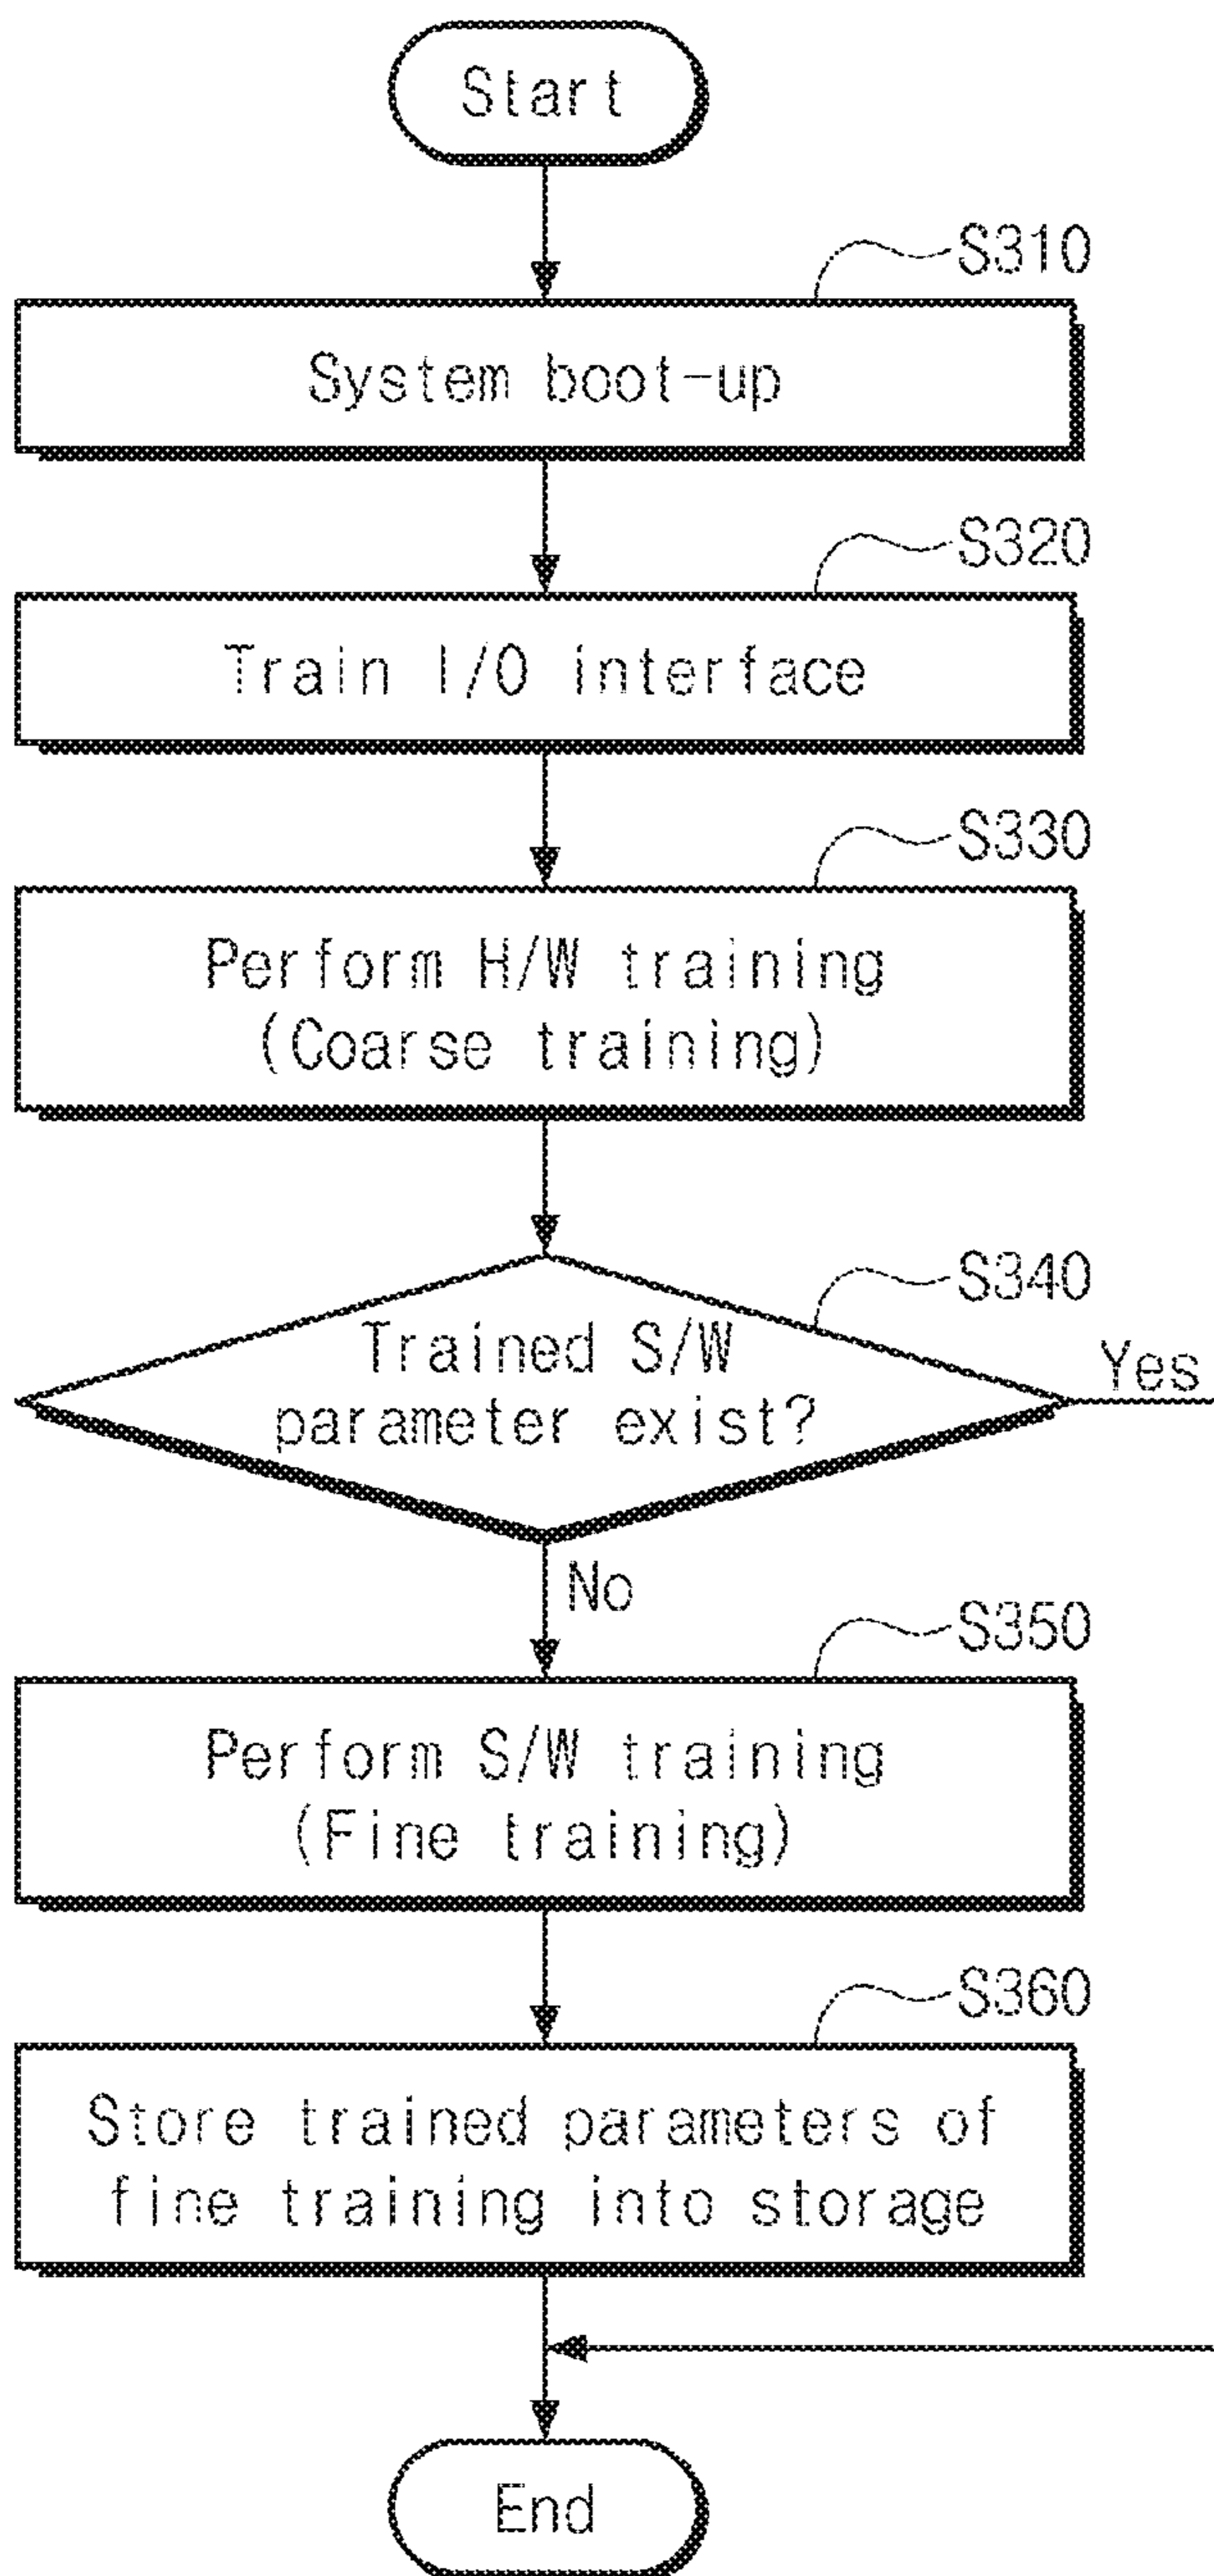 Start
S310
System boot-up
S320
Train I/O interface
S330
Perform H/W training
(Coarse training)
S340
Trained S/W
parameter exist?
Yes
No
S350
Perform S/W training
(Fine training)
S360
Store trained parameters of
fine training into storage
End